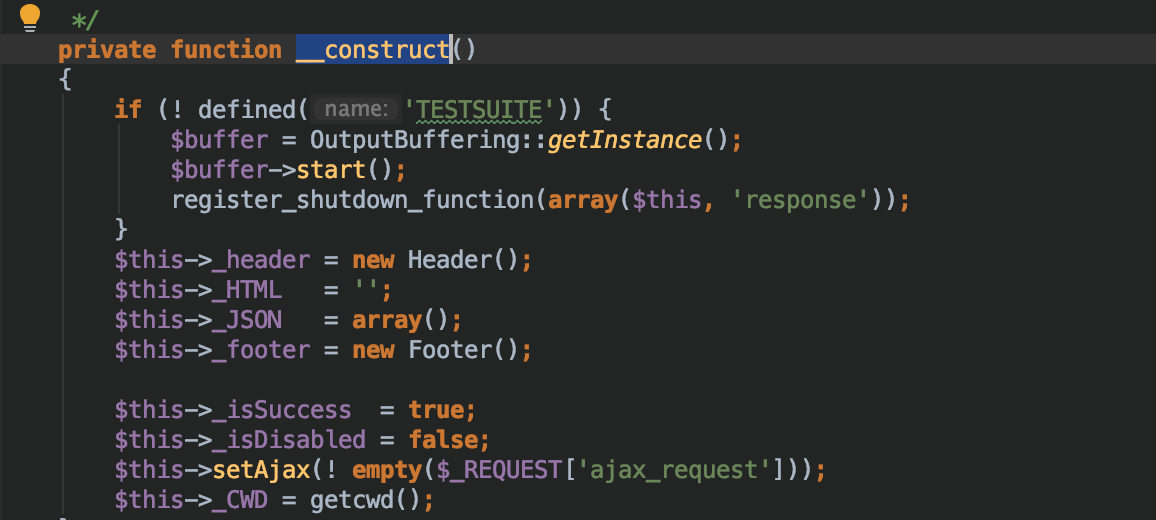 */
private function __construct()
{
if (! defined( name: 'TESTSUITE')) {
$buffer = OutputBuffering::getInstance();
$buffer->start();
register_shutdown_function(array($this, 'response'));
}
$this->_header = new Header();
$this->_HTML   = '';
$this->_JSON   = array();
$this->_footer = new Footer();
$this->_isSuccess  = true;
$this->_isDisabled = false;
$this->setAjax(! empty($_REQUEST['ajax_request']));
$this->_CWD = getcwd();